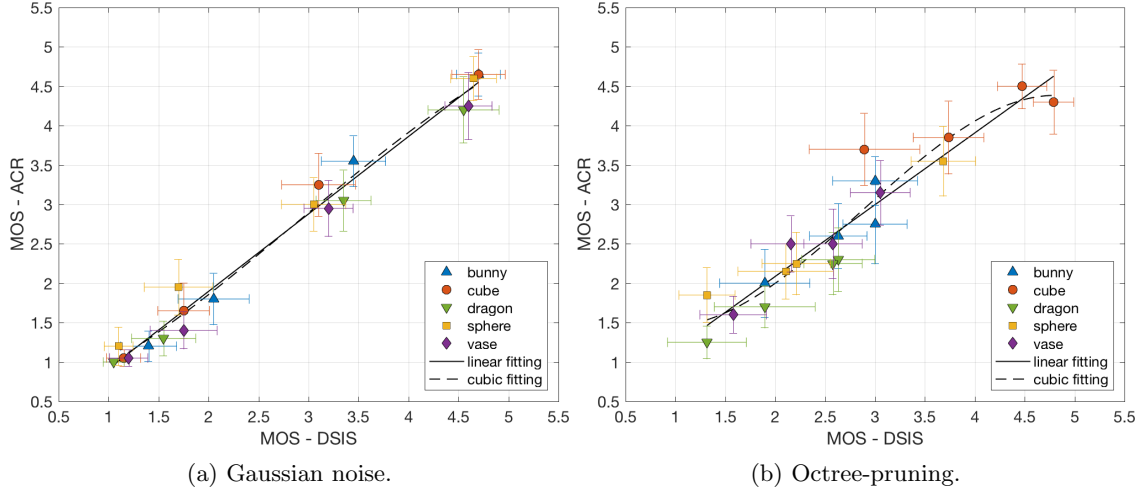 5.5
5
4.5
4
3.5
3
2.5
2
1.5
1
0.5
MOS - ACR
0.5 1 1.5 2 2.5 3 3.5 4 4.5 5 5.5
MOS - DSIS
bunny
cube
dragon
sphere
vase
linear fitting
cubic fitting
(a) Gaussian noise.
5.5
5
4.5
4
3.5
3
2.5
2
1.5
1
0.5
MOS - ACR
0.5 1 1.5 2 2.5 3 3.5 4 4.5 5 5.5
MOS - DSIS
bunny
cube
dragon
sphere
vase
linear fitting
cubic fitting
(b) Octree-pruning.